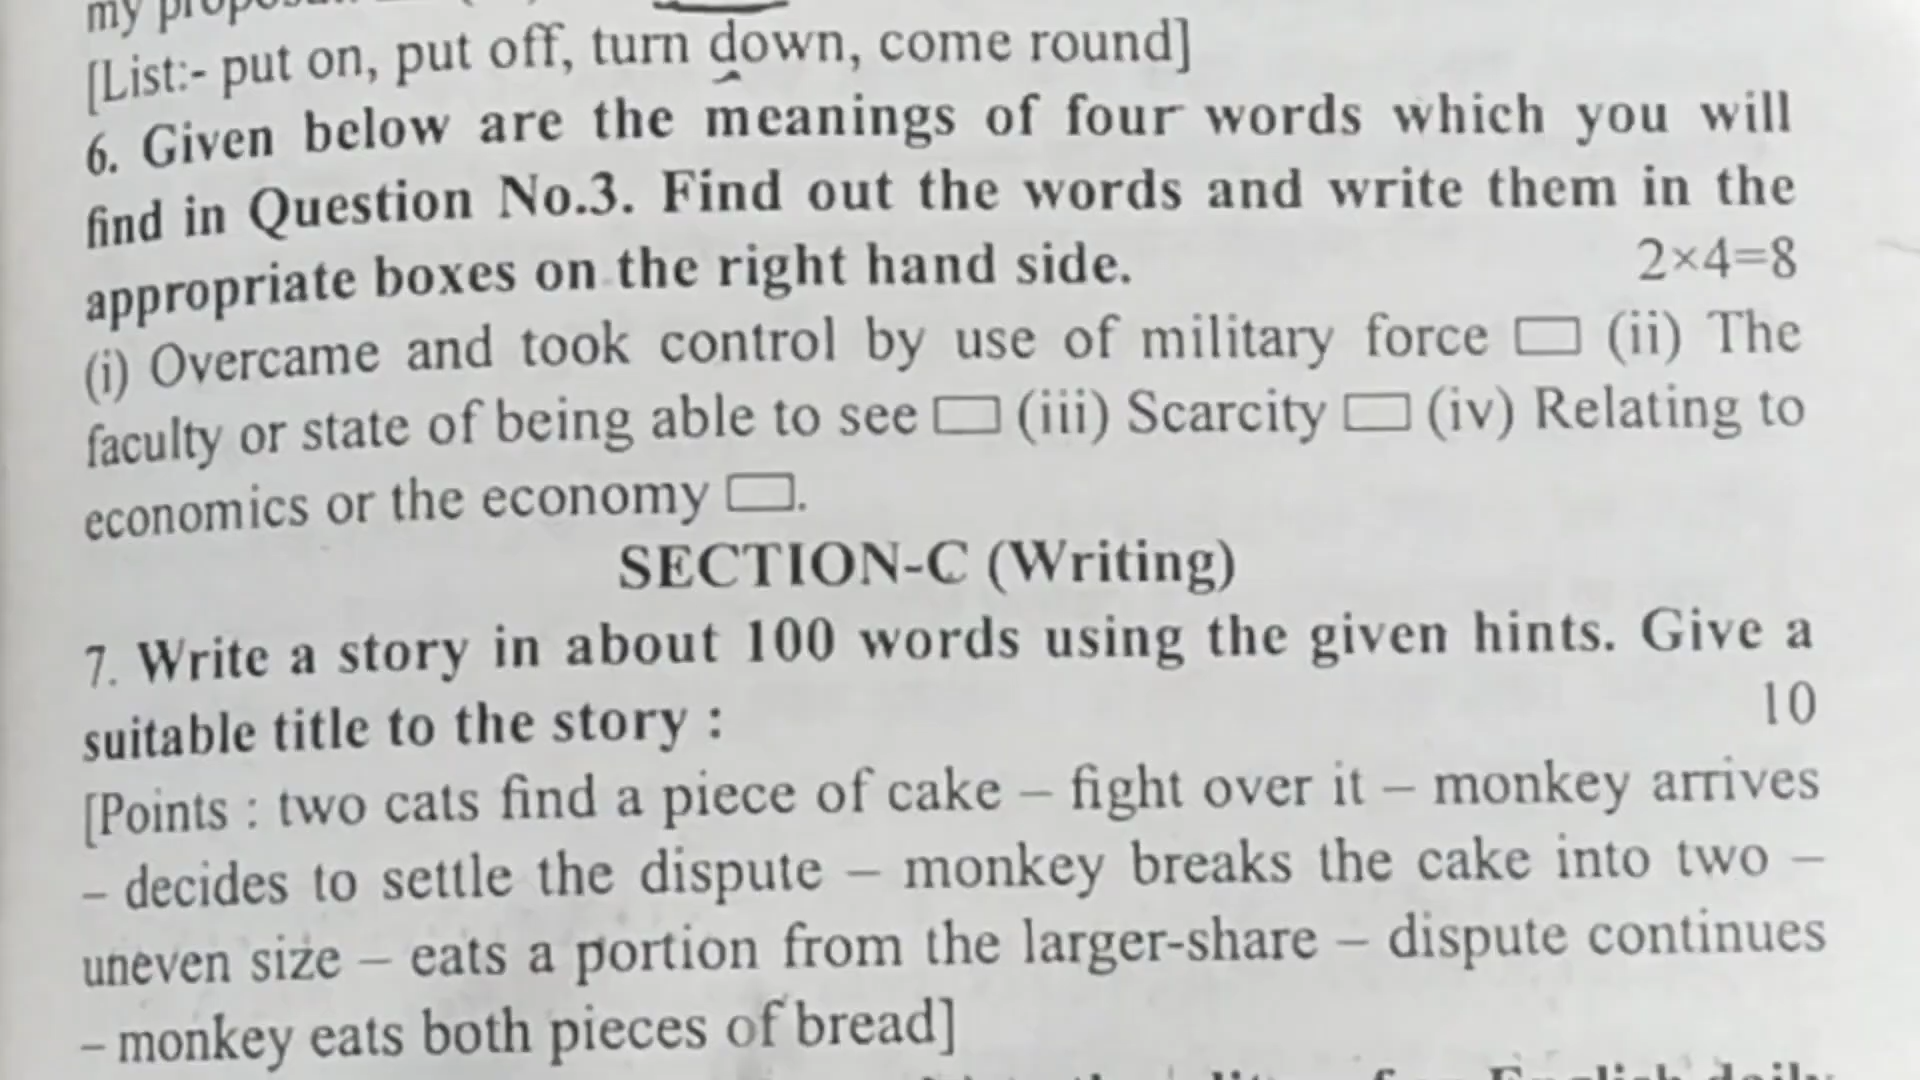 my
[List:- put on, put off, turn down, come round]
6. Given below are the meanings of four words which you will
find in Question No.3. Find out the words and write them in the
appropriate boxes on the right hand side. 2×4=8
(i) Overcame and took control by use of military force (ii) The
faculty or state of being able to see (iii) Scarcity (iv) Relating to
economics or the economy .
SECTION-C (Writing)
7. Write a story in about 100 words using the given hints. Give a
suitable title to the story : 10
[Points : two cats find a piece of cake – fight over it – monkey arrives
– decides to settle the dispute – monkey breaks the cake into two –
uneven size – eats a portion from the larger-share – dispute continues
– monkey eats both pieces of bread]